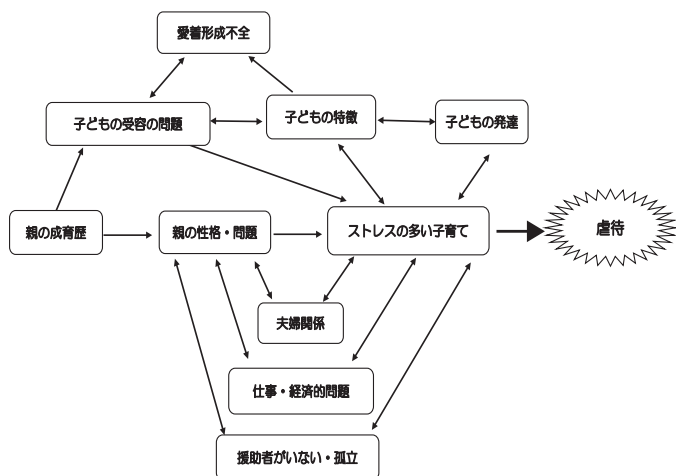 愛着形成不全
子どもの受容の問題
子どもの特徴
子どもの発達
親の成育歴
親の性格・問題
ストレスの多い子育て
虐待
夫婦関係
仕事・経済的問題
援助者がいない・孤立